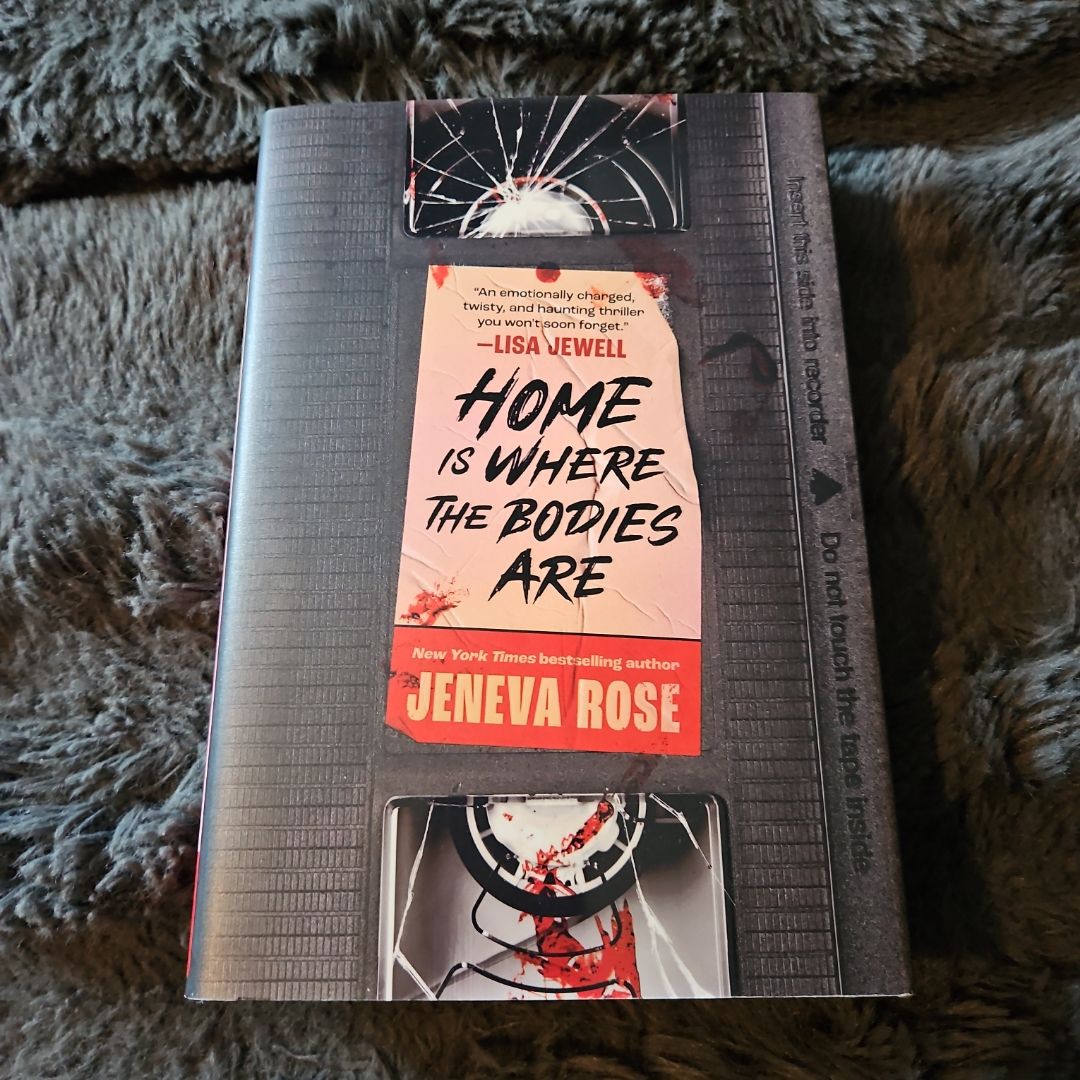 "An emotionally charged,
twisty, and haunting thriller
you won't soon forget."
—LISA JEWELL
HOME
IS WHERE
THE BODIES
ARE
New York Times bestselling author
JENEVA ROSE
Insert this side into recorder ▲ Do not touch the tape inside